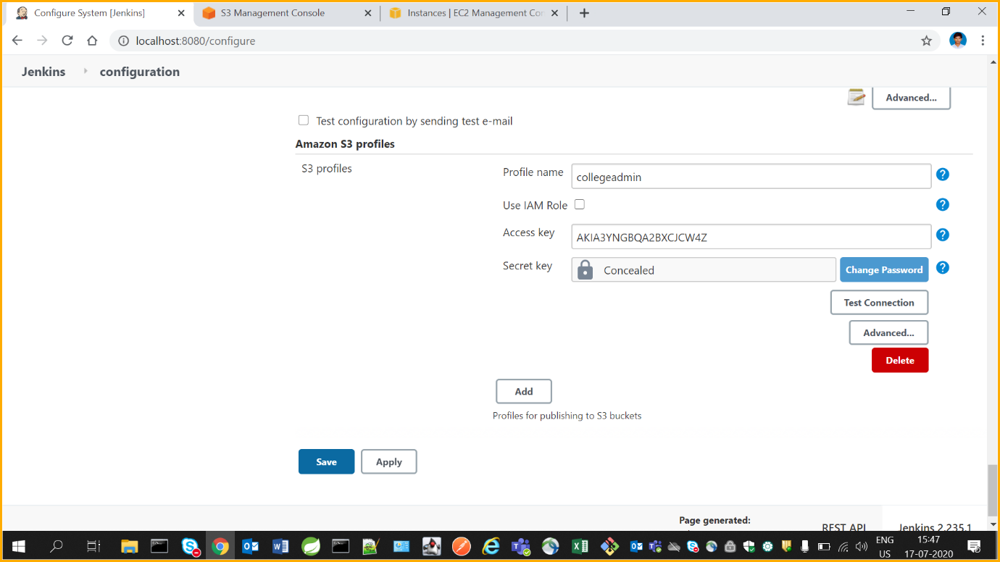 Configure System [Jenkins]
S3 Management Console
Instances | EC2 Management Con
localhost:8080/configure
Jenkins
configuration
Advanced...
Test configuration by sending test e-mail
Amazon S3 profiles
S3 profiles
Profile name
collegeadmin
Use IAM Role
Access key
AKIA3YNGBQA2BXCJCW4Z
Secret key
Concealed
Change Password
Test Connection
Advanced...
Delete
Add
Profiles for publishing to S3 buckets
Save
Apply
Page generated:
REST API
Jenkins 2.235.1
ENG
US
15:47
17-07-2020